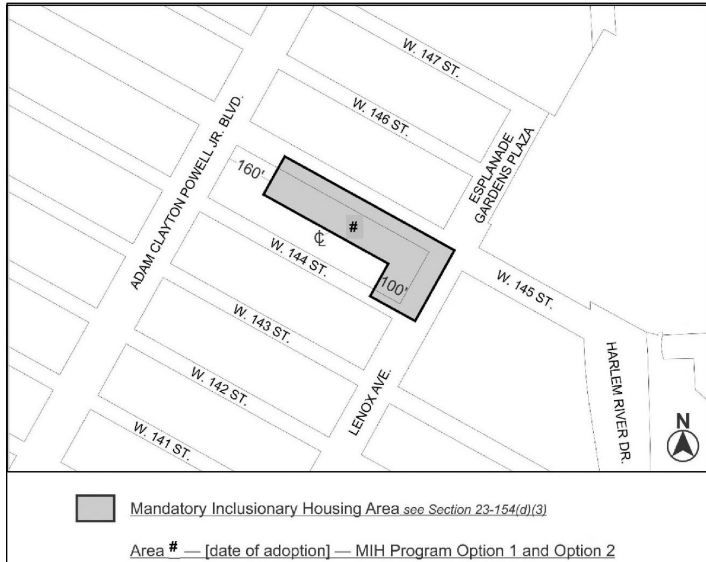 W. 147 ST.
W. 146 ST.
ADAM CLAYTON POWELL JR. BLVD.
ESPLANADE
GARDENS PLAZA
160'
#
℄
W. 144 ST.
100'
W. 145 ST.
W. 143 ST.
W. 142 ST.
W. 141 ST.
LENOX AVE.
HARLEM RIVER DR.
N
Mandatory Inclusionary Housing Area see Section 23-154(d)(3)
Area # — [date of adoption] — MIH Program Option 1 and Option 2